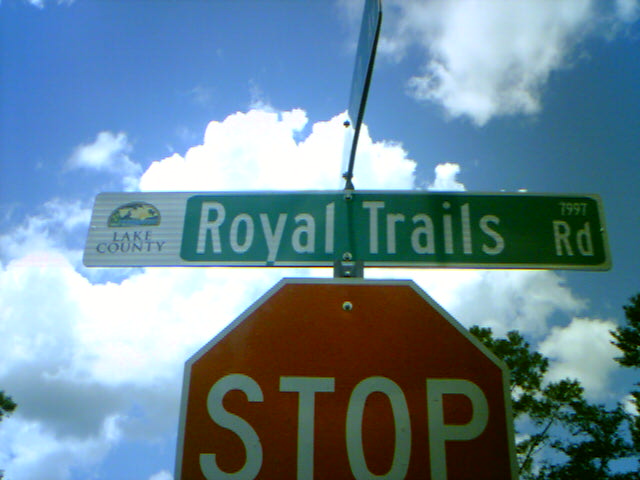 LAKE
COUNTY
Royal Trails Rd
7997
STOP